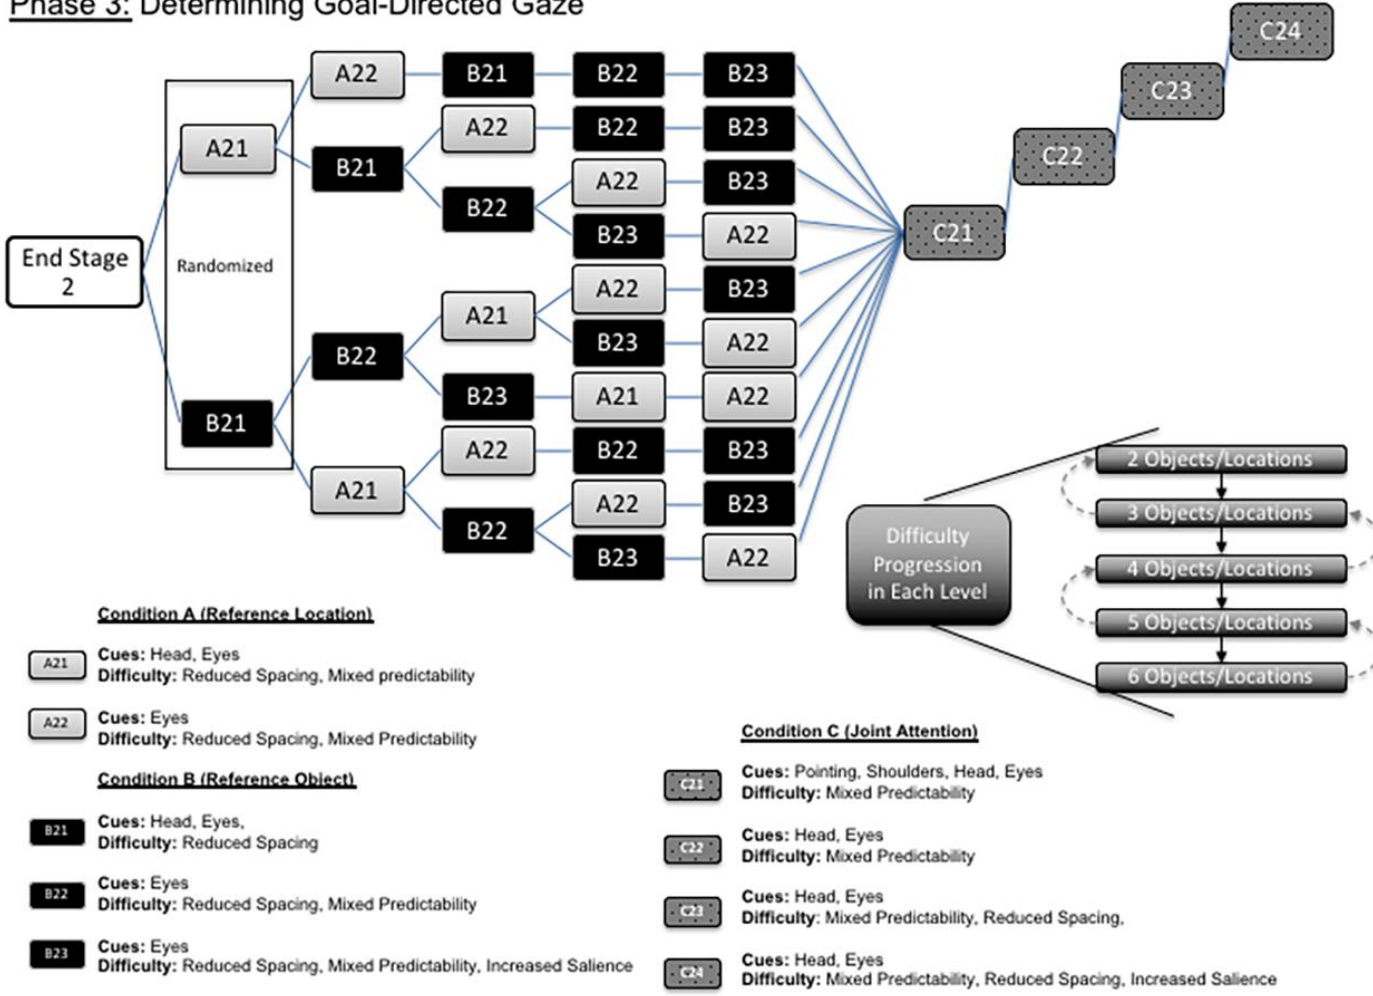 Phase 3: Determining Goal-Directed Gaze
C24
A22 B21 B22 B23
C23
A21
A22 B22 B23
C22
B21
A22 B23
B22
B23 A22
C21
End Stage
2
Randomized
A22 B23
A21
B23 A22
B22
B23 A21 A22
B21
A22 B22 B23
A21
A22 B23
B22
B23 A22
Difficulty
Progression
in Each Level
2 Objects/Locations
3 Objects/Locations
4 Objects/Locations
5 Objects/Locations
6 Objects/Locations
Condition A (Reference Location)
A21
Cues: Head, Eyes
Difficulty: Reduced Spacing, Mixed predictability
A22
Cues: Eyes
Difficulty: Reduced Spacing, Mixed Predictability
Condition B (Reference Object)
B21
Cues: Head, Eyes,
Difficulty: Reduced Spacing
B22
Cues: Eyes
Difficulty: Reduced Spacing, Mixed Predictability
B23
Cues: Eyes
Difficulty: Reduced Spacing, Mixed Predictability, Increased Salience
Condition C (Joint Attention)
C21
Cues: Pointing, Shoulders, Head, Eyes
Difficulty: Mixed Predictability
C22
Cues: Head, Eyes
Difficulty: Mixed Predictability
C23
Cues: Head, Eyes
Difficulty: Mixed Predictability, Reduced Spacing,
C24
Cues: Head, Eyes
Difficulty: Mixed Predictability, Reduced Spacing, Increased Salience